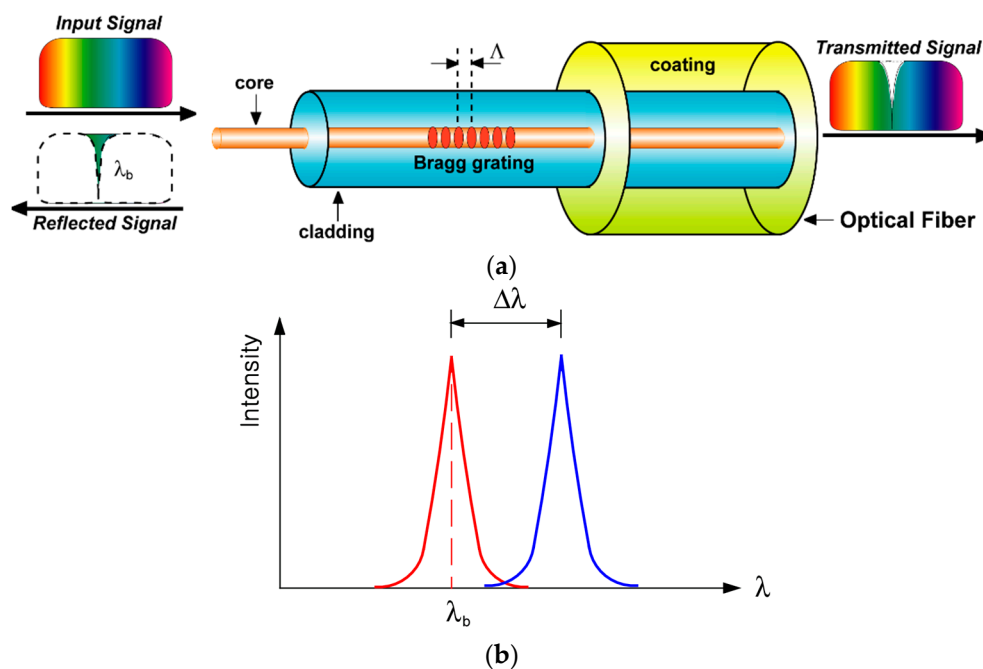 Input Signal
Λ
coating
Transmitted Signal
core
Bragg grating
λb
Reflected Signal
cladding
Optical Fiber
(a)
Δλ
Intensity
λ
λb
(b)